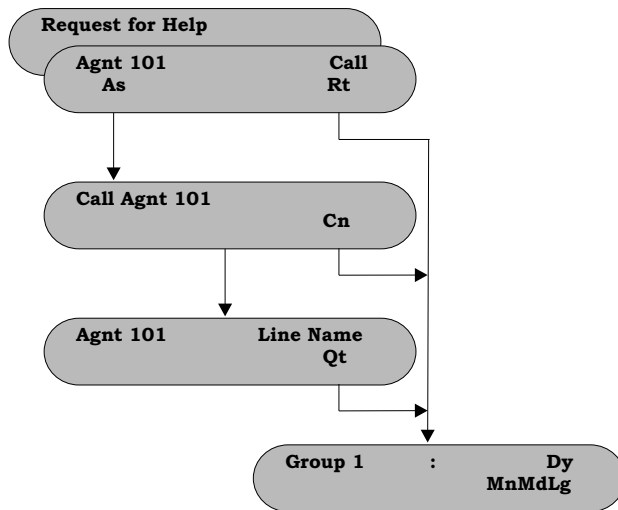 Request for Help
Agnt 101 Call
As Rt
Call Agnt 101
Cn
Agnt 101 Line Name
Qt
Group 1 : Dy
MnMdLg